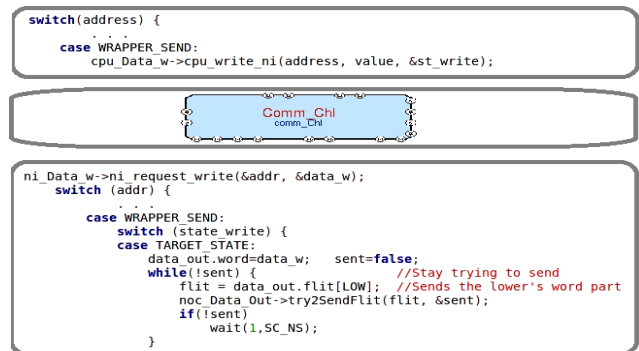 switch(address) {
. . .
case WRAPPER_SEND:
cpu_Data_w->cpu_write_ni(address, value, &st_write);
Comm_Chl
comm_Chl
ni_Data_w->ni_request_write(&addr, &data_w);
switch (addr) {
. . .
case WRAPPER_SEND:
switch (state_write) {
case TARGET_STATE:
data_out.word=data_w; sent=false;
while(!sent) { //Stay trying to send
flit = data_out.flit[LOW]; //Sends the lower's word part
noc_Data_Out->try2SendFlit(flit, &sent);
if(!sent)
wait(1,SC_NS);
}